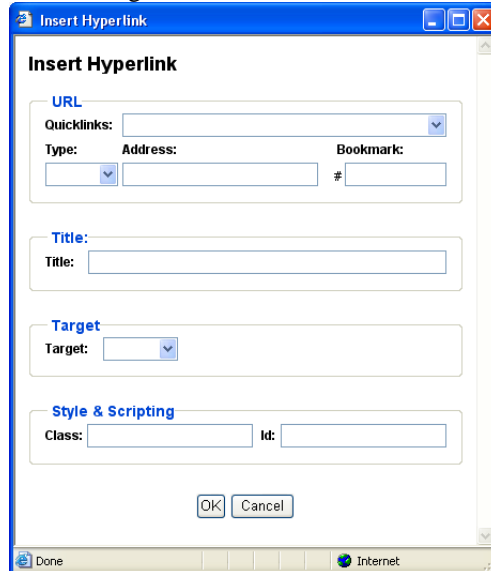 Insert Hyperlink
Insert Hyperlink
URL
Quicklinks:
Type: Address: Bookmark:
#
Title:
Title:
Target
Target:
Style & Scripting
Class: Id:
OK Cancel
Done Internet